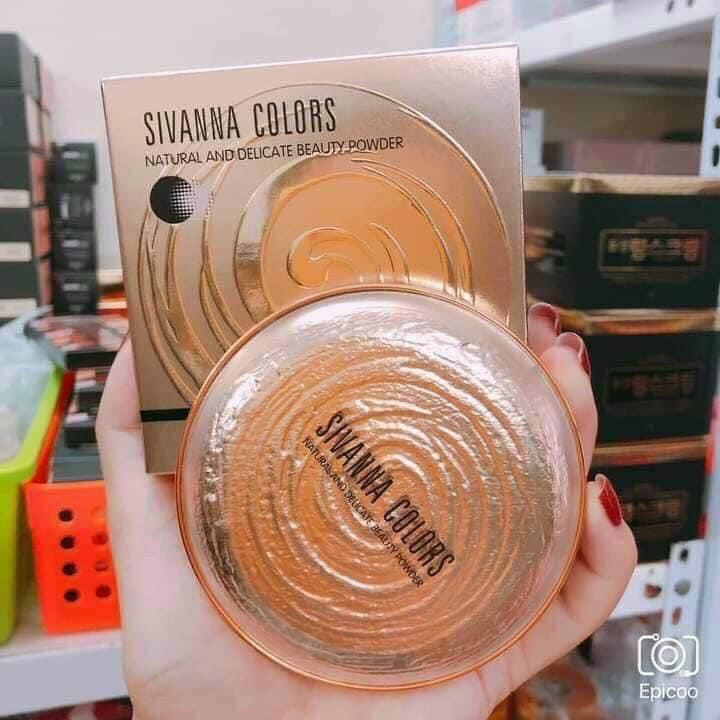 SIVANNA COLORS
NATURAL AND DELICATE BEAUTY POWDER
SIVANNA COLORS
NATURAL AND DELICATE BEAUTY POWDER
Epicoo